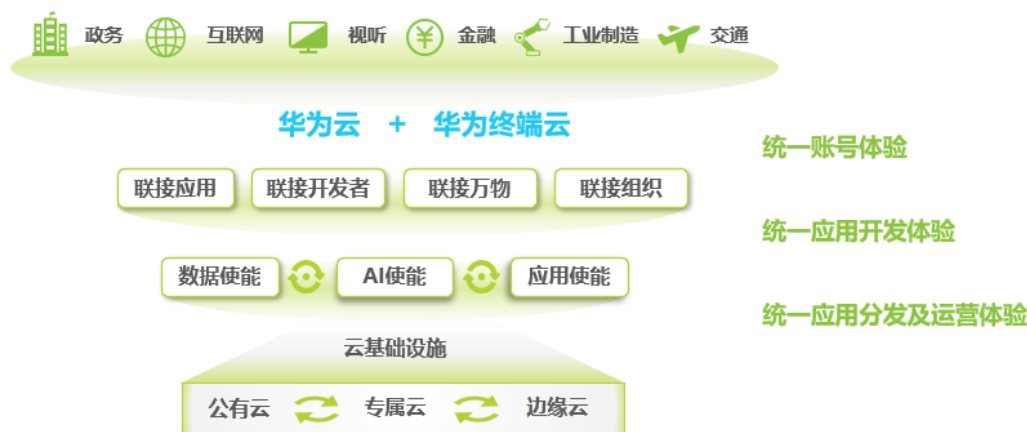 政务 互联网 视听 金融 工业制造 交通
华为云 + 华为终端云
统一账号体验
联接应用 联接开发者 联接万物 联接组织
统一应用开发体验
数据使能 AI使能 应用使能
统一应用分发及运营体验
云基础设施
公有云 专属云 边缘云